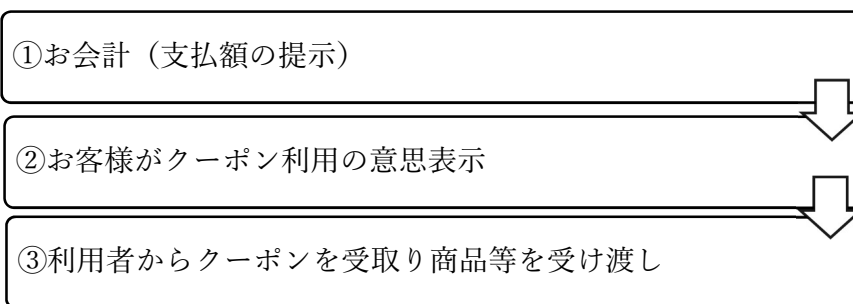 ①お会計（支払額の提示）
②お客様がクーポン利用の意思表示
③利用者からクーポンを受取り商品等を受け渡し